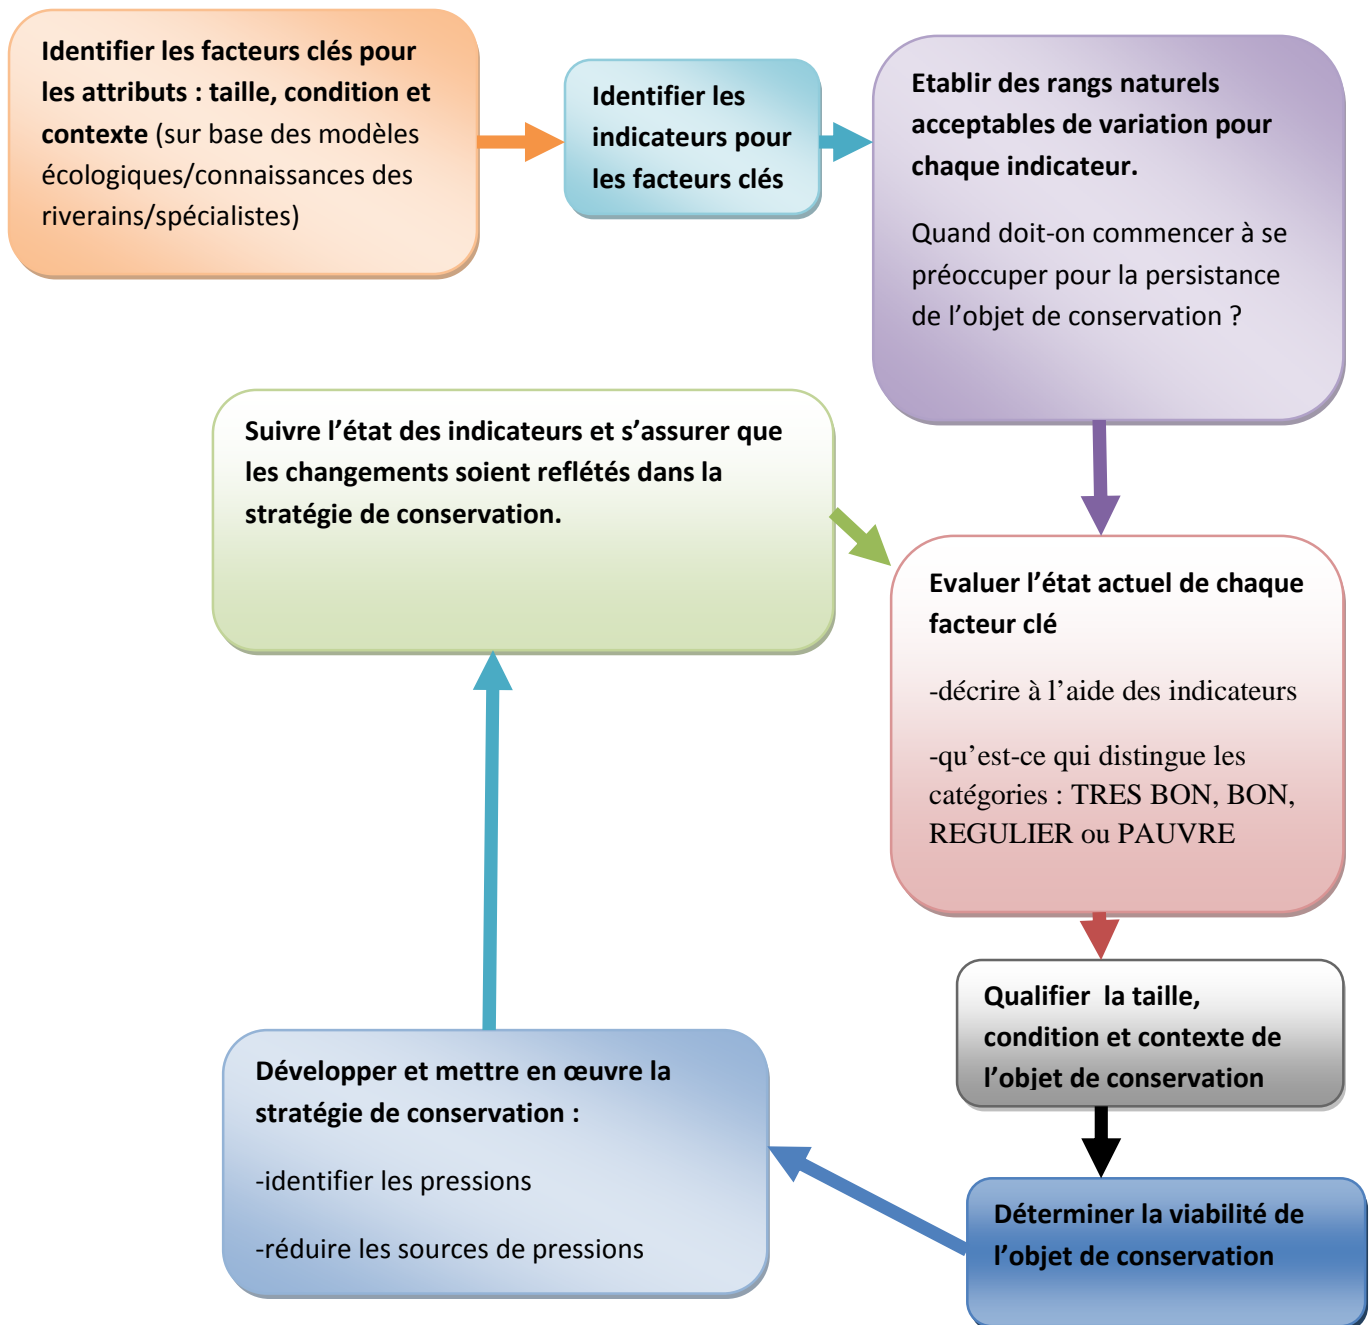 Identifier les facteurs clés pour
les attributs : taille, condition et
contexte (sur base des modèles
écologiques/connaissances des
riverains/spécialistes)
Identifier les
indicateurs pour
les facteurs clés
Etablir des rangs naturels
acceptables de variation pour
chaque indicateur.
Quand doit-on commencer à se
préoccuper pour la persistance
de l’objet de conservation ?
Suivre l’état des indicateurs et s’assurer que
les changements soient reflétés dans la
stratégie de conservation.
Evaluer l’état actuel de chaque
facteur clé
-décrire à l’aide des indicateurs
-qu’est-ce qui distingue les
catégories : TRES BON, BON,
REGULIER ou PAUVRE
Qualifier  la taille,
condition et contexte de
l’objet de conservation
Déterminer la viabilité de
l’objet de conservation
Développer et mettre en œuvre la
stratégie de conservation :
-identifier les pressions
-réduire les sources de pressions